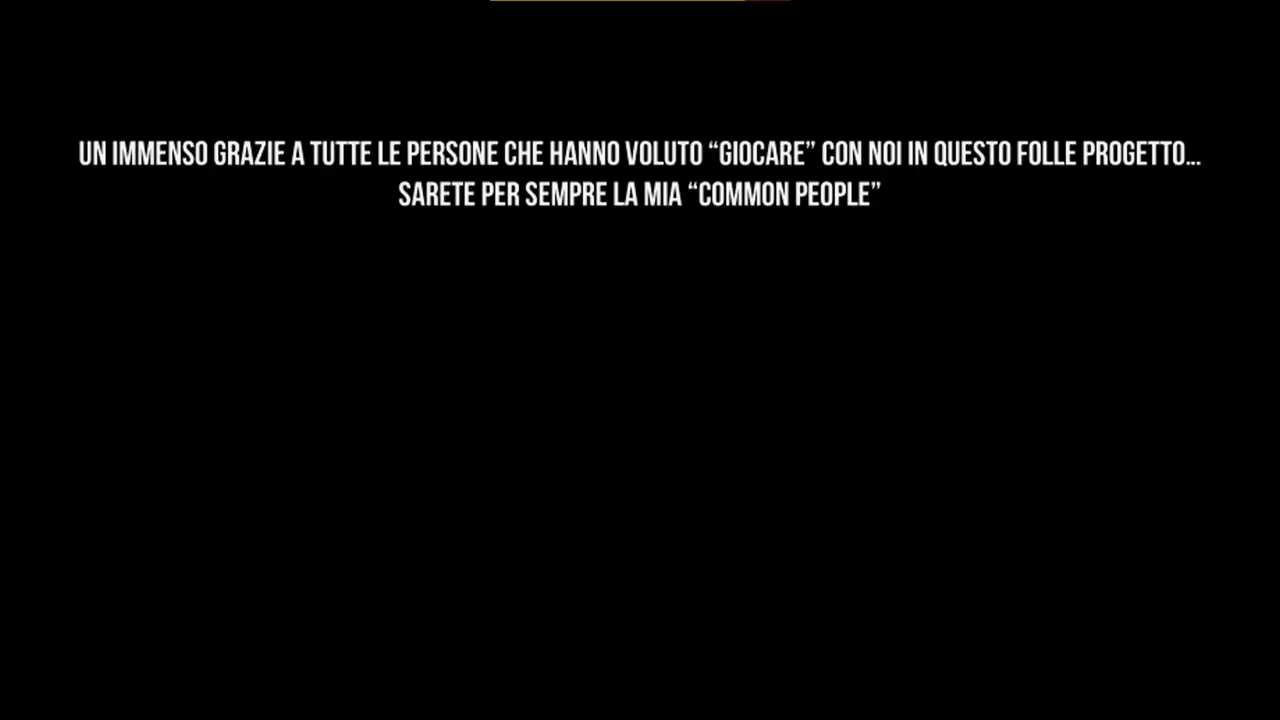 UN IMMENSO GRAZIE A TUTTE LE PERSONE CHE HANNO VOLUTO “GIOCARE” CON NOI IN QUESTO FOLLE PROGETTO...
SARETE PER SEMPRE LA MIA “COMMON PEOPLE”